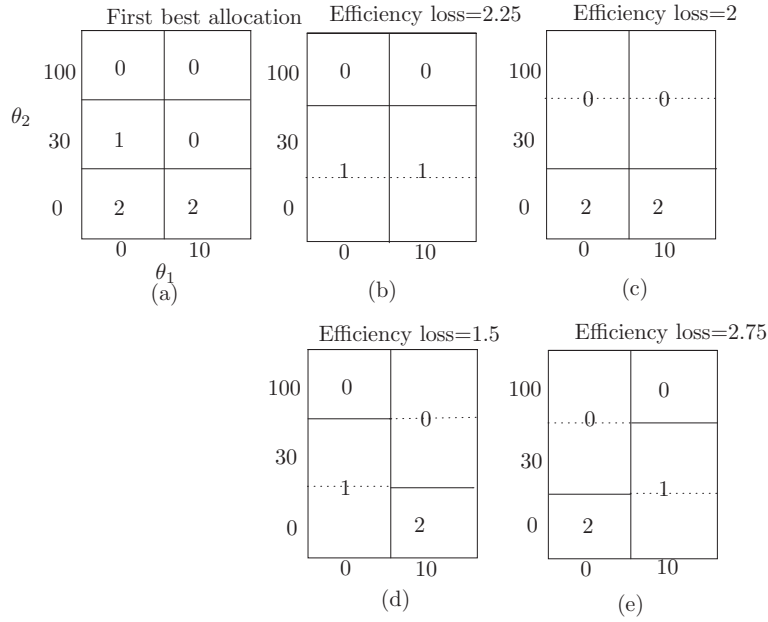 First best allocation
Efficiency loss=2.25
Efficiency loss=2
100 0 0
θ2 30 1 0
0 2 2
0 10
θ1
(a)
100 0 0
30
1 1
0
0 10
(b)
100
0 0
30
0 2 2
0 10
(c)
Efficiency loss=1.5
Efficiency loss=2.75
100 0
0
30
1
0 2
0 10
(d)
100 0
0
30
1
0 2
0 10
(e)